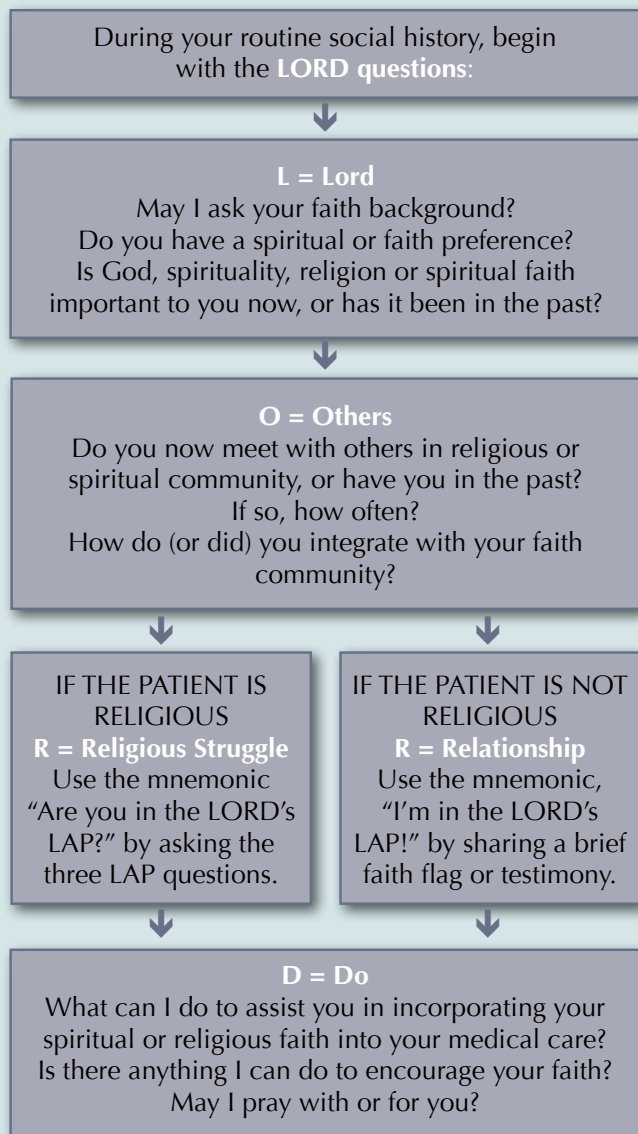 During your routine social history, begin
with the LORD questions:
L = Lord
May I ask your faith background?
Do you have a spiritual or faith preference?
Is God, spirituality, religion or spiritual faith
important to you now, or has it been in the past?
O = Others
Do you now meet with others in religious or
spiritual community, or have you in the past?
If so, how often?
How do (or did) you integrate with your faith
community?
IF THE PATIENT IS
RELIGIOUS
R = Religious Struggle
Use the mnemonic
“Are you in the LORD’s
LAP?” by asking the
three LAP questions.
IF THE PATIENT IS NOT
RELIGIOUS
R = Relationship
Use the mnemonic,
“I’m in the LORD’s
LAP!” by sharing a brief
faith flag or testimony.
D = Do
What can I do to assist you in incorporating your
spiritual or religious faith into your medical care?
Is there anything I can do to encourage your faith?
May I pray with or for you?